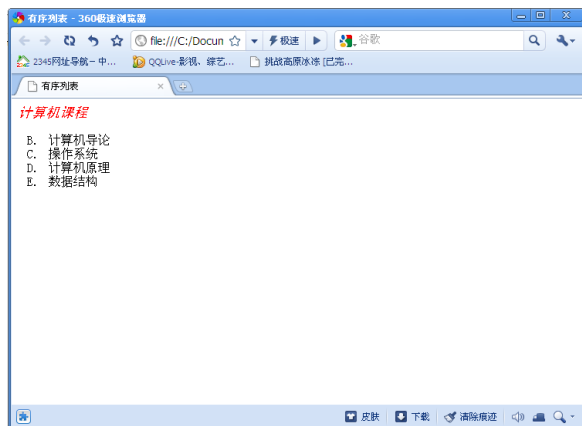 有序列表 - 360极速浏览器
file:///C:/Docum 极速 谷歌
2345网址导航－中... QQLive-影视、综艺... 挑战高原冰冻 [已完...
有序列表
计算机课程
B. 计算机导论
C. 操作系统
D. 计算机原理
E. 数据结构
皮肤 下载 清除痕迹